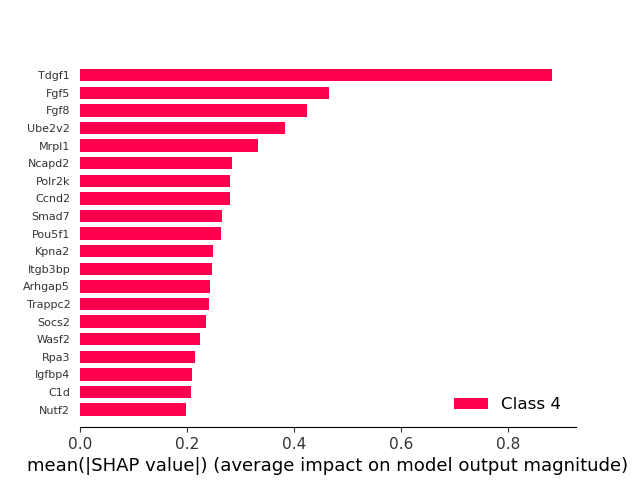 Tdgf1
Fgf5
Fgf8
Ube2v2
Mrpl1
Ncapd2
Polr2k
Ccnd2
Smad7
Pou5f1
Kpna2
Itgb3bp
Arhgap5
Trappc2
Socs2
Wasf2
Rpa3
Igfbp4
C1d
Nutf2
Class 4
0.0 0.2 0.4 0.6 0.8
mean(|SHAP value|) (average impact on model output magnitude)